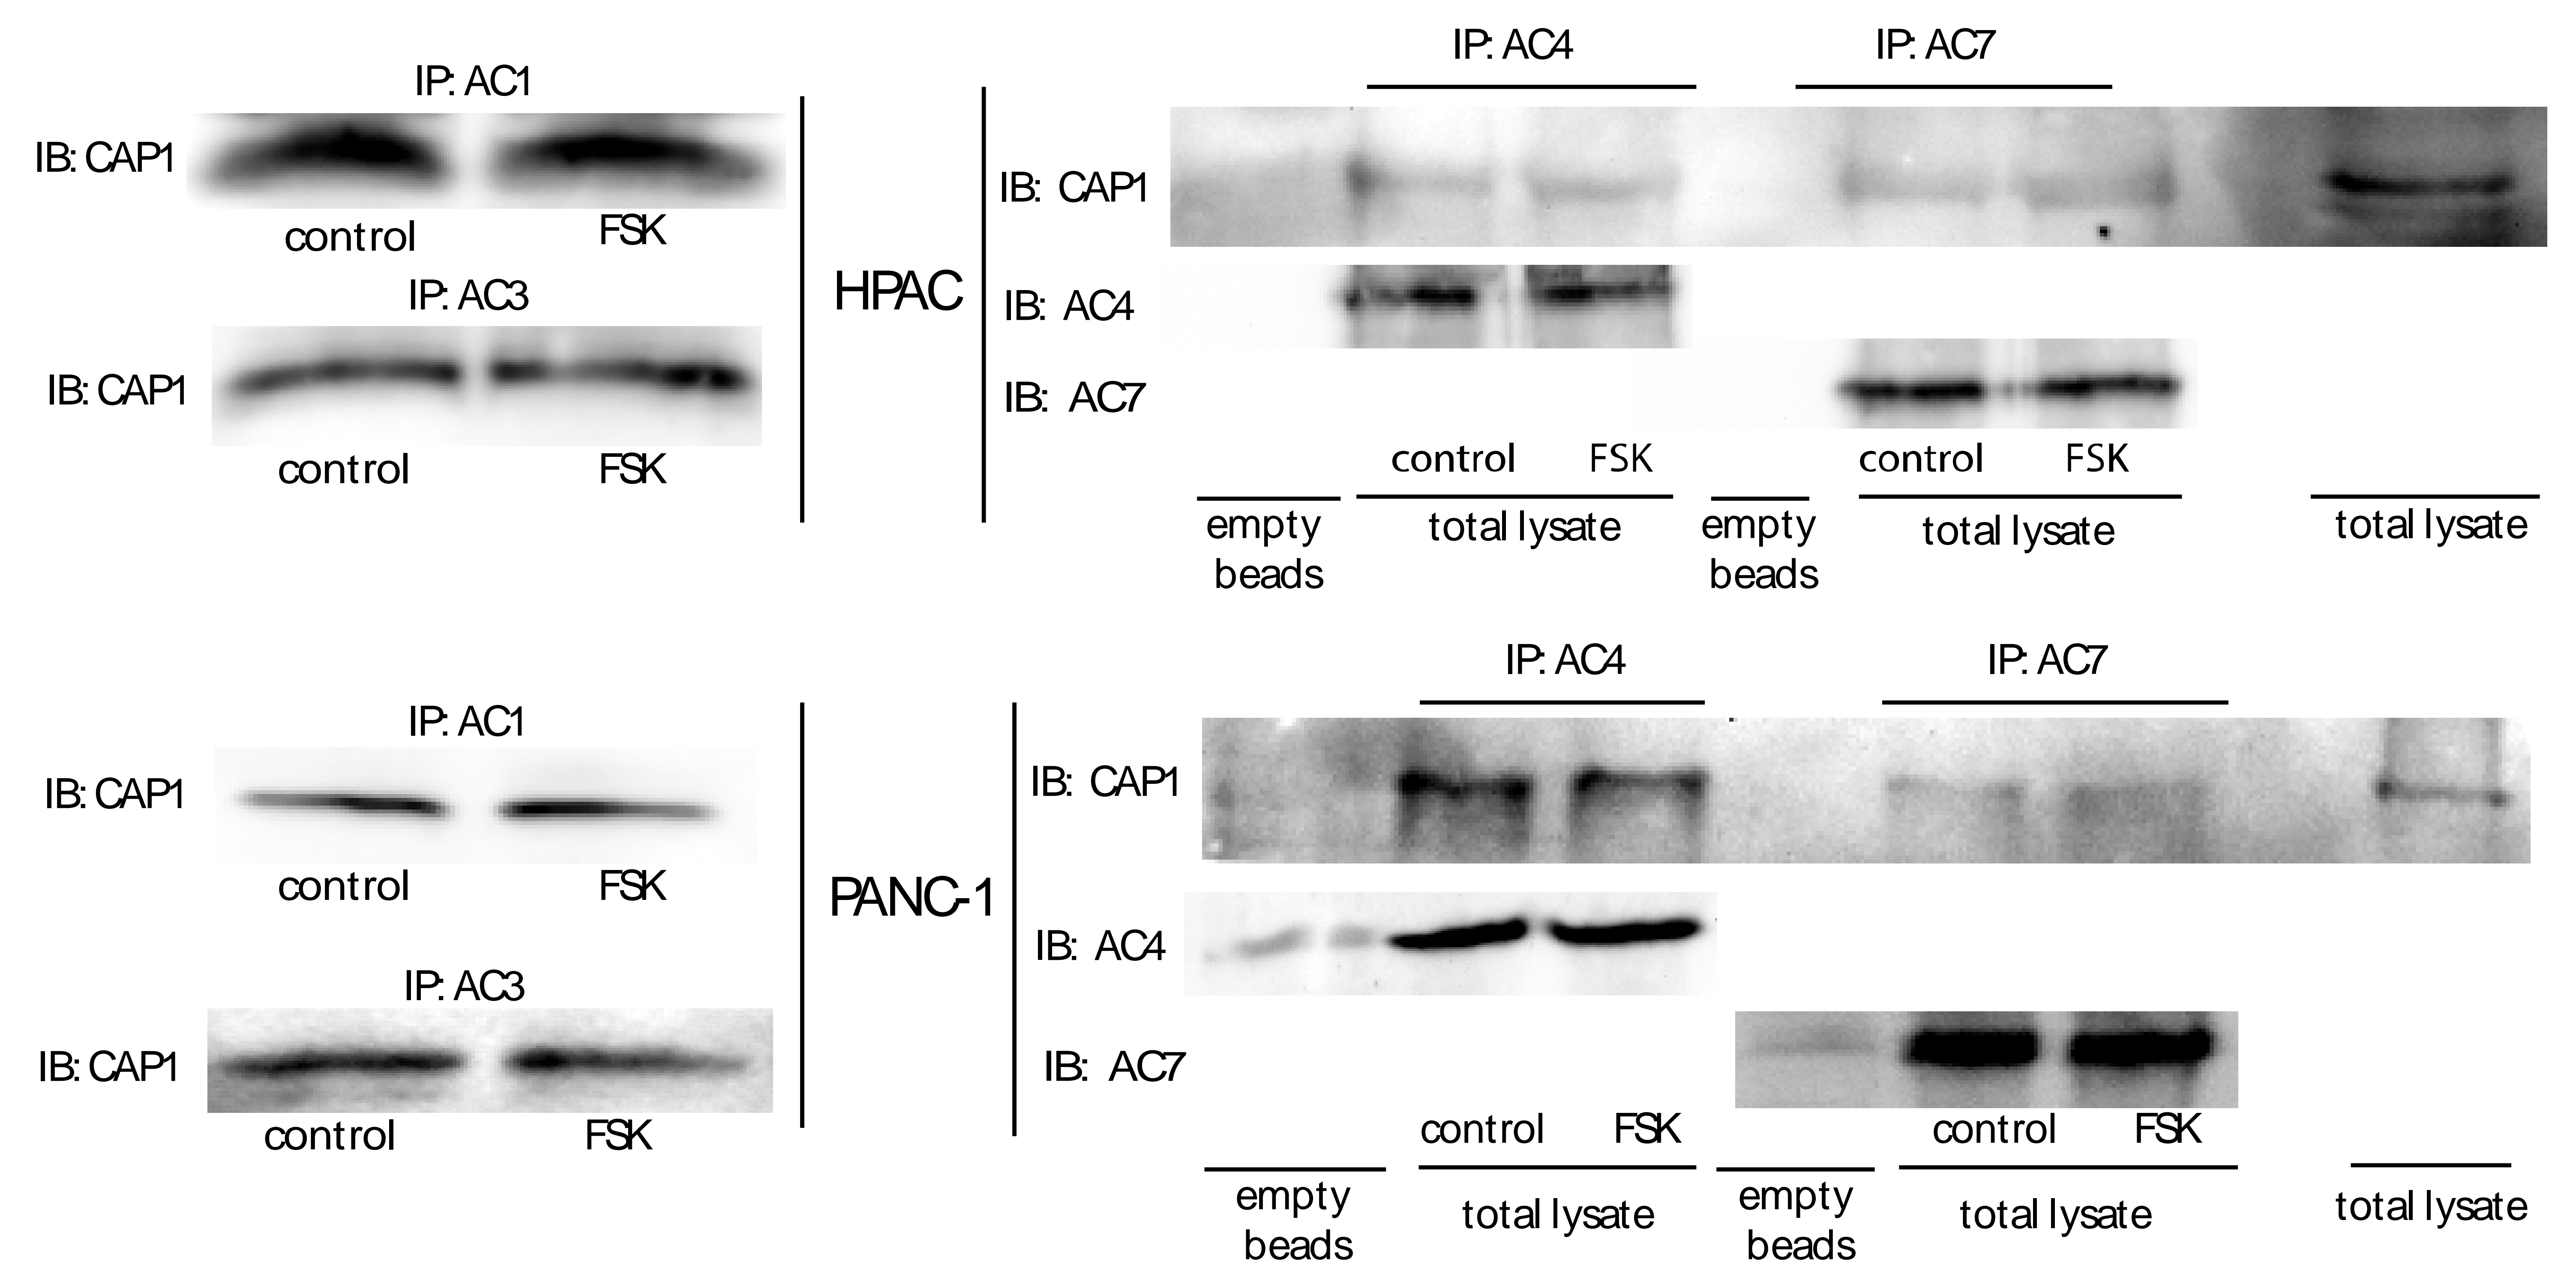 IP: AC1
IB: CAP1
control FSK
IP: AC3
IB: CAP1
control FSK
HPAC
IP: AC4 IP: AC7
IB: CAP1
IB: AC4
IB: AC7
control FSK control FSK
empty beads total lysate empty beads total lysate total lysate
IP: AC1
IB: CAP1
control FSK
IP: AC3
IB: CAP1
control FSK
PANC-1
IP: AC4 IP: AC7
IB: CAP1
IB: AC4
IB: AC7
control FSK control FSK
empty beads total lysate empty beads total lysate total lysate